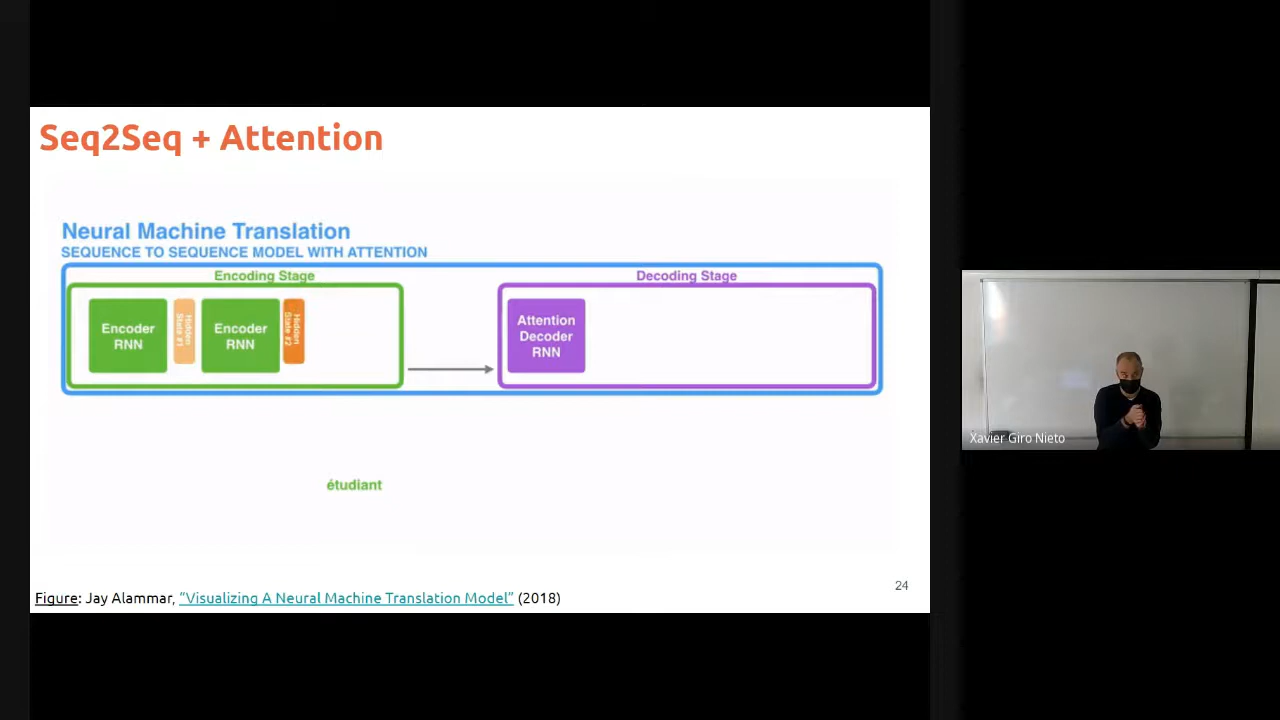 Seq2Seq + Attention
Neural Machine Translation
SEQUENCE TO SEQUENCE MODEL WITH ATTENTION
Encoding Stage
Decoding Stage
Encoder
RNN
Hidden
State #1
Encoder
RNN
Hidden
State #2
Attention
Decoder
RNN
étudiant
Figure: Jay Alammar, “Visualizing A Neural Machine Translation Model” (2018)
24
Xavier Giro Nieto